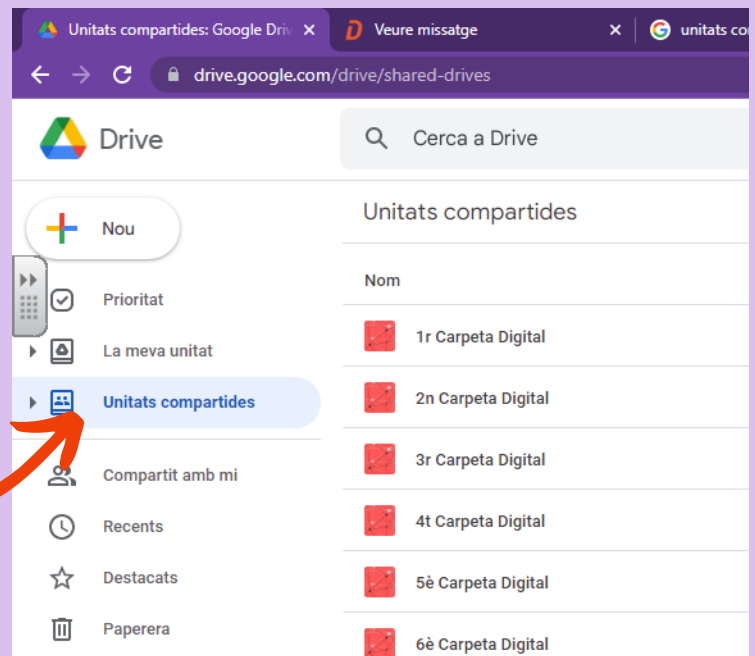 Unitats compartides: Google Driv
Veure missatge
unitats co
drive.google.com/drive/shared-drives
Drive
Cerca a Drive
Nou
Prioritat
La meva unitat
Unitats compartides
Compartit amb mi
Recents
Destacats
Paperera
Unitats compartides
Nom
1r Carpeta Digital
2n Carpeta Digital
3r Carpeta Digital
4t Carpeta Digital
5è Carpeta Digital
6è Carpeta Digital